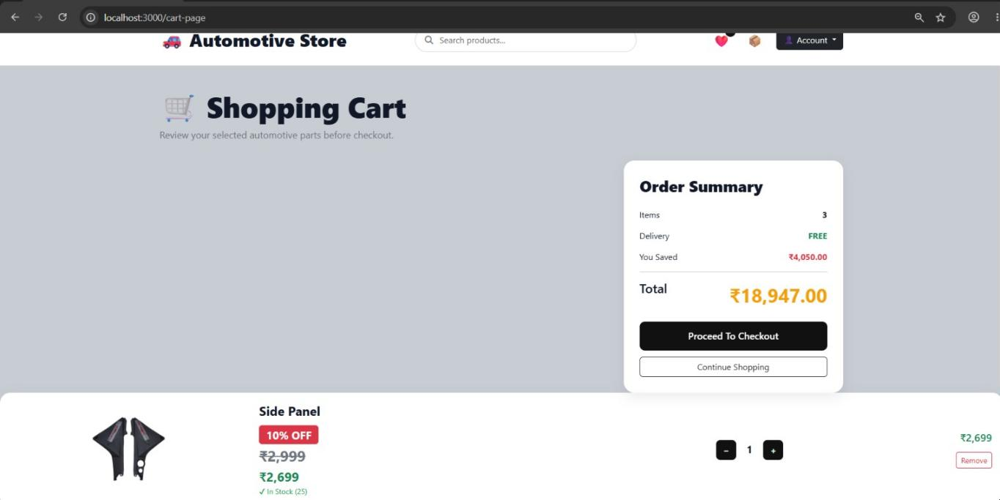 localhost:3000/cart-page
Automotive Store
Search products...
Account
Shopping Cart
Review your selected automotive parts before checkout.
Order Summary
Items 3
Delivery FREE
You Saved ₹4,050.00
Total ₹18,947.00
Proceed To Checkout
Continue Shopping
Side Panel
10% OFF
₹2,999
₹2,699
✓ In Stock (25)
- 1 +
₹2,699
Remove